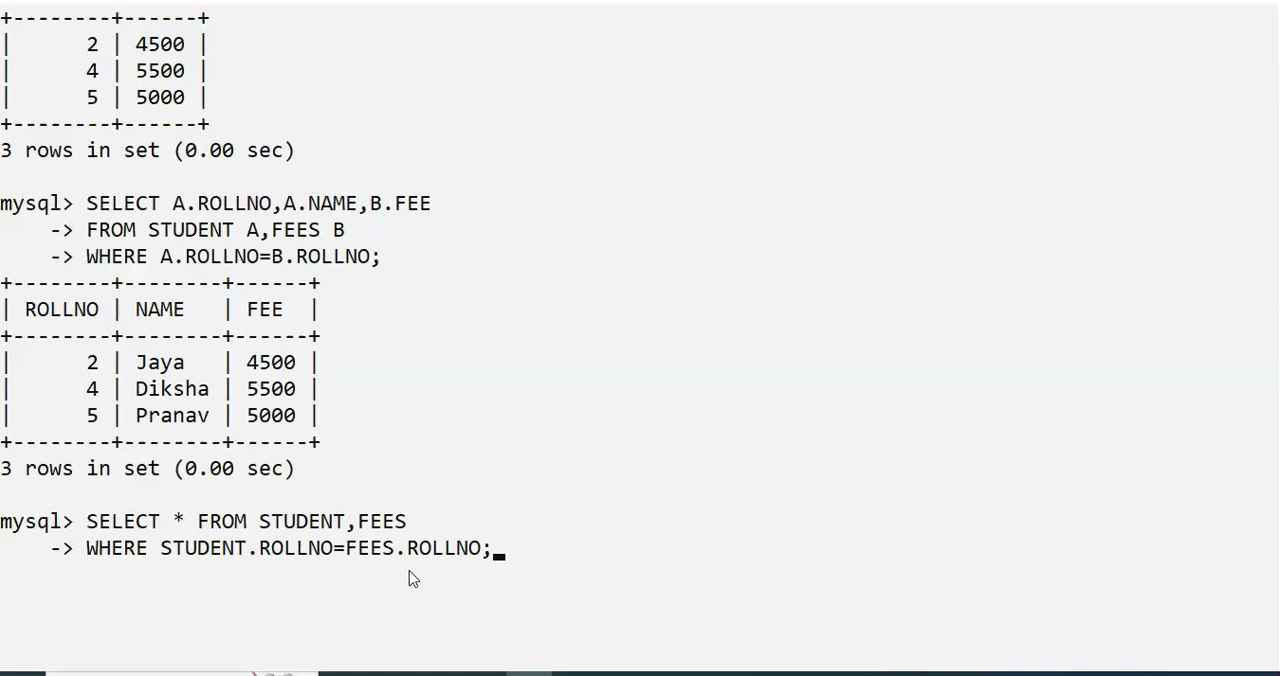 +--------+------+
|      2 | 4500 |
|      4 | 5500 |
|      5 | 5000 |
+--------+------+
3 rows in set (0.00 sec)
mysql> SELECT A.ROLLNO,A.NAME,B.FEE
    -> FROM STUDENT A,FEES B
    -> WHERE A.ROLLNO=B.ROLLNO;
+--------+--------+------+
| ROLLNO | NAME   | FEE  |
+--------+--------+------+
|      2 | Jaya   | 4500 |
|      4 | Diksha | 5500 |
|      5 | Pranav | 5000 |
+--------+--------+------+
3 rows in set (0.00 sec)
mysql> SELECT * FROM STUDENT,FEES
    -> WHERE STUDENT.ROLLNO=FEES.ROLLNO;